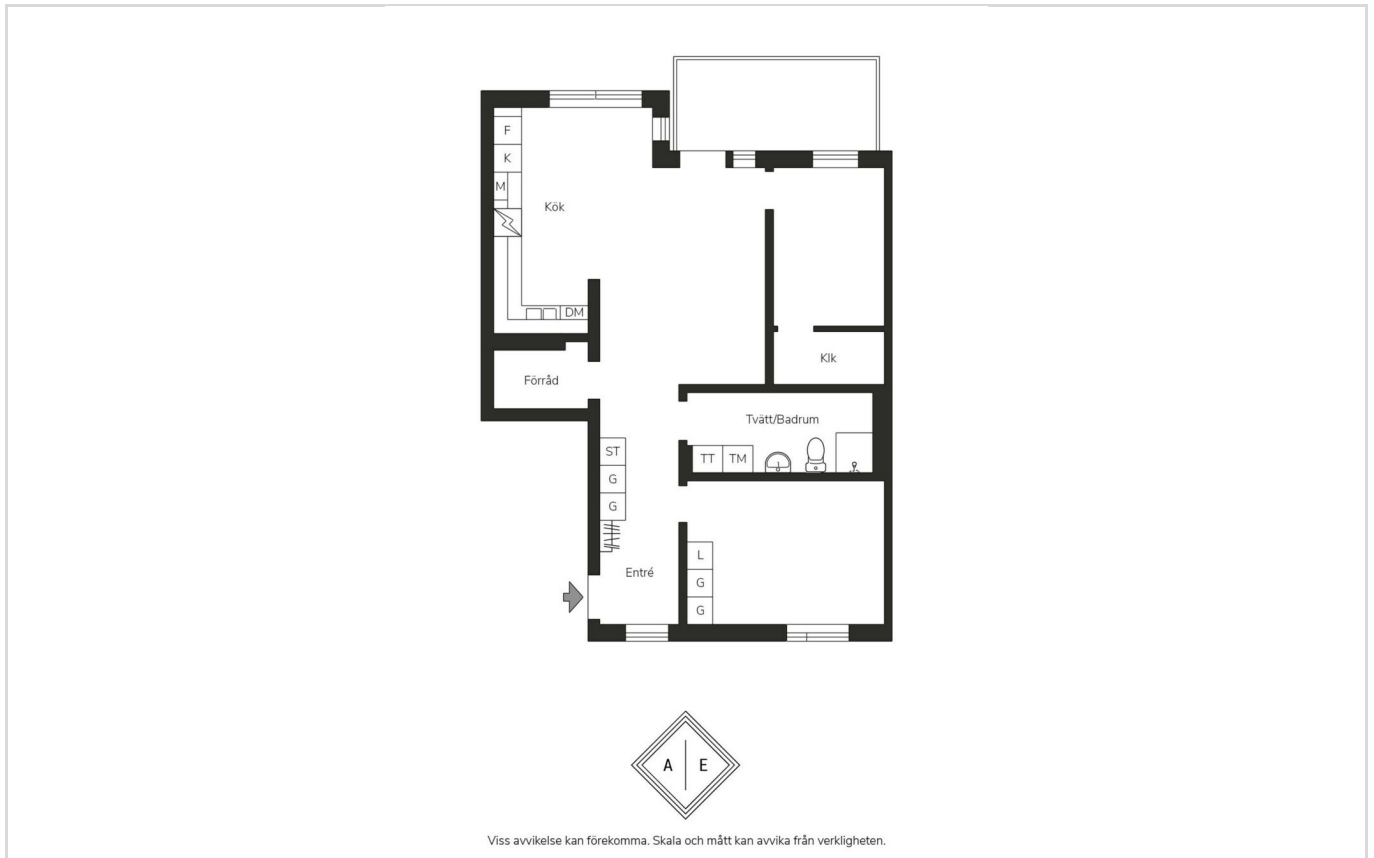 F
K
M
Kök
DM
Klk
Förråd
Tvätt/Badrum
ST
TT TM
G
G
L
Entré
G
G
A E
Viss avvikelse kan förekomma. Skala och mått kan avvika från verkligheten.